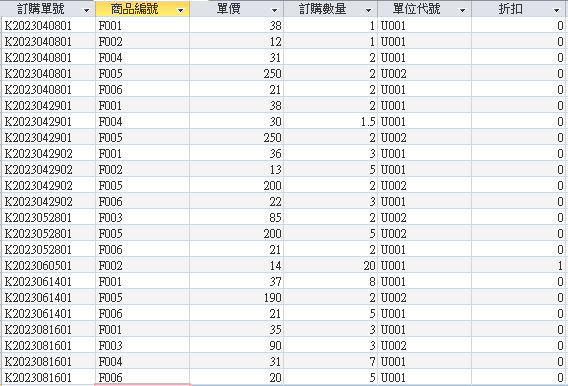 訂購單號 商品編號 單價 訂購數量 單位代號 折扣
K2023040801 F001 38 1 U001 0
K2023040801 F002 12 1 U001 0
K2023040801 F004 31 2 U001 0
K2023040801 F005 250 2 U002 0
K2023040801 F006 21 2 U001 0
K2023042901 F001 38 2 U001 0
K2023042901 F004 30 1.5 U001 0
K2023042901 F005 250 2 U002 0
K2023042902 F001 36 3 U001 0
K2023042902 F002 13 5 U001 0
K2023042902 F005 200 2 U002 0
K2023042902 F006 22 3 U001 0
K2023052801 F003 85 2 U002 0
K2023052801 F005 200 5 U002 0
K2023052801 F006 21 2 U001 0
K2023060501 F002 14 20 U001 1
K2023061401 F001 37 8 U001 0
K2023061401 F005 190 2 U002 0
K2023061401 F006 21 5 U001 0
K2023081601 F001 35 3 U001 0
K2023081601 F003 90 3 U002 0
K2023081601 F004 31 7 U001 0
K2023081601 F006 20 5 U001 0